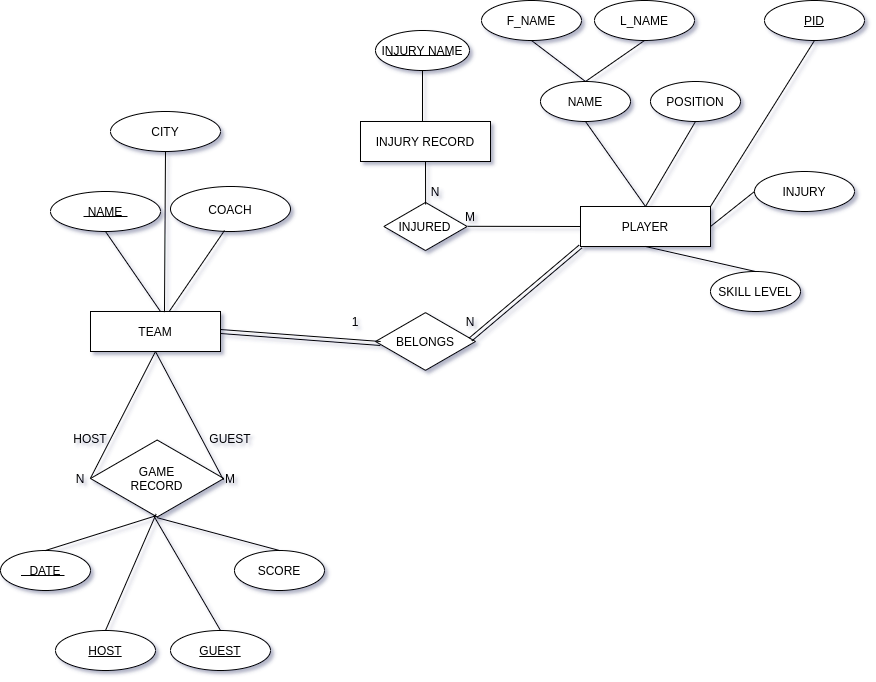 F_NAME
L_NAME
PID
INJURY NAME
NAME
POSITION
CITY
INJURY RECORD
INJURY
N
NAME
COACH
M
INJURED
PLAYER
SKILL LEVEL
1
N
TEAM
BELONGS
HOST
GUEST
N
GAME
RECORD
M
DATE
SCORE
HOST
GUEST